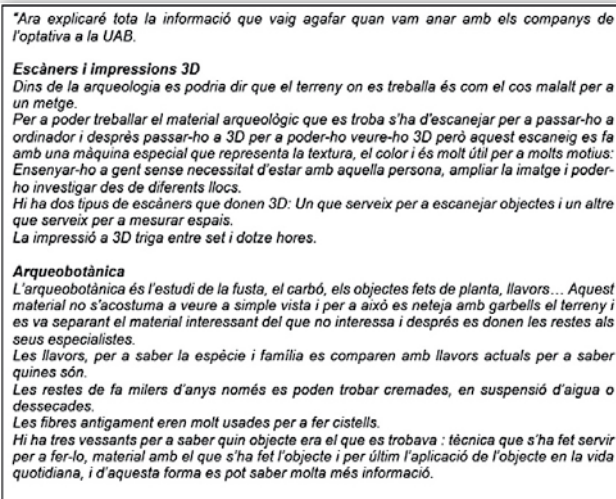 "Ara explicaré tota la informació que vaig agafar quan vam anar amb els companys de
l'optativa a la UAB.
Escàners i impressions 3D
Dins de la arqueologia es podria dir que el terreny on es treballa és com el cos malalt per a
un metge.
Per a poder treballar el material arqueològic que es troba s'ha d'escanejar per a passar-ho a
ordinador i desprès passar-ho a 3D per a poder-ho veure-ho 3D però aquest escaneig es fa
amb una màquina especial que representa la textura, el color i és molt útil per a molts motius:
Ensenyar-ho a gent sense necessitat d'estar amb aquella persona, ampliar la imatge i poder-
ho investigar des de diferents llocs.
Hi ha dos tipus de escàners que donen 3D: Un que serveix per a escanejar objectes i un altre
que serveix per a mesurar espais.
La impressió a 3D triga entre set i dotze hores.
Arqueobotànica
L'arqueobotànica és l'estudi de la fusta, el carbó, els objectes fets de planta, llavors… Aquest
material no s'acostuma a veure a simple vista i per a això es neteja amb garbells el terreny i
es va separant el material interessant del que no interessa i després es donen les restes als
seus especialistes.
Les llavors, per a saber la espècie i família es comparen amb llavors actuals per a saber
quines són.
Les restes de fa milers d'anys només es poden trobar cremades, en suspensió d'aigua o
dessecades.
Les fibres antigament eren molt usades per a fer cistells.
Hi ha tres vessants per a saber quin objecte era el que es trobava : tècnica que s'ha fet servir
per a fer-lo, material amb el que s'ha fet l'objecte i per últim l'aplicació de l'objecte en la vida
quotidiana, i d'aquesta forma es pot saber molta més informació.